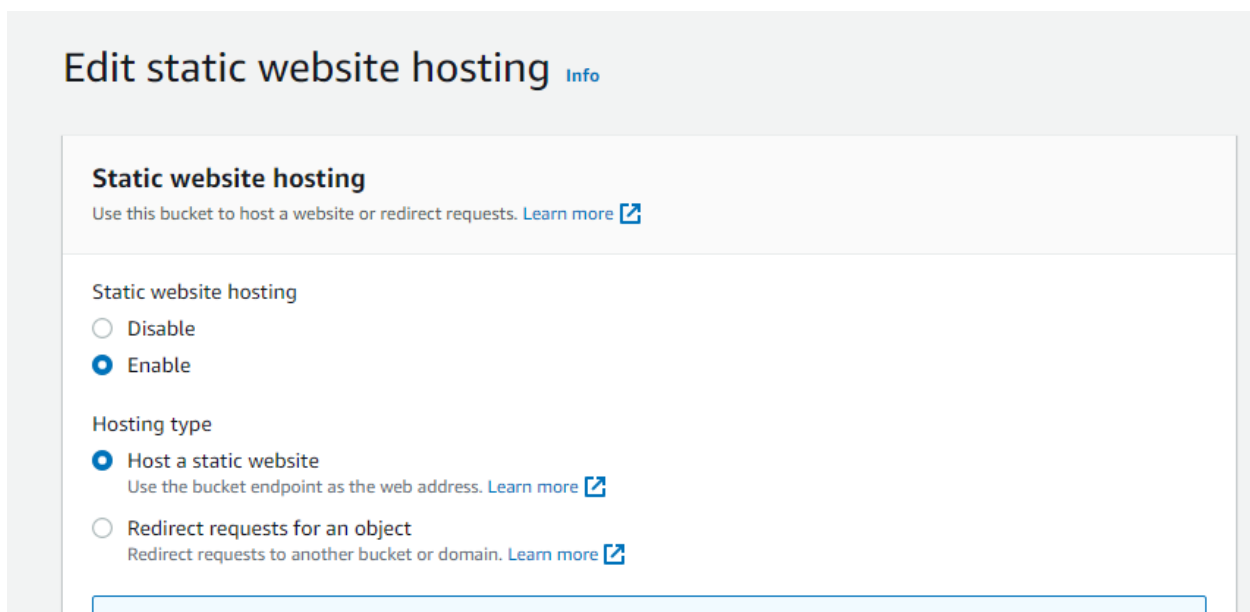 Edit static website hosting Info
Static website hosting
Use this bucket to host a website or redirect requests. Learn more
Static website hosting
Disable
Enable
Hosting type
Host a static website
Use the bucket endpoint as the web address. Learn more
Redirect requests for an object
Redirect requests to another bucket or domain. Learn more